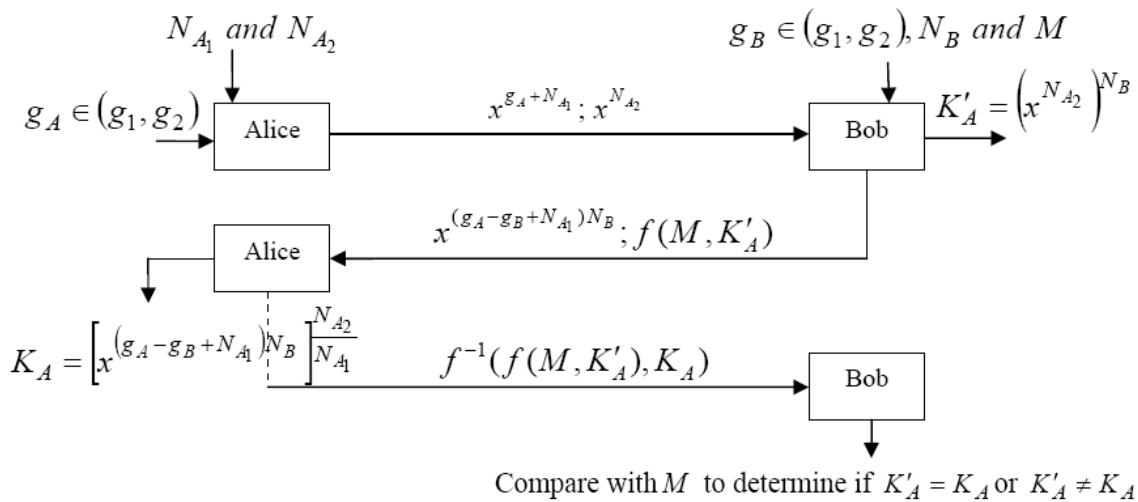 N_{A_1} and N_{A_2}
g_B ∈ (g_1, g_2), N_B and M
g_A ∈ (g_1, g_2)
Alice
x^{g_A + N_{A_1}} ; x^{N_{A_2}}
Bob
K'_A = (x^{N_{A_2}})^{N_B}
Alice
x^{(g_A - g_B + N_{A_1})N_B} ; f(M, K'_A)
K_A = [x^{(g_A - g_B + N_{A_1})N_B}]^{\frac{N_{A_2}}{N_{A_1}}}
f^{-1}(f(M, K'_A), K_A)
Bob
Compare with M to determine if K'_A = K_A or K'_A ≠ K_A